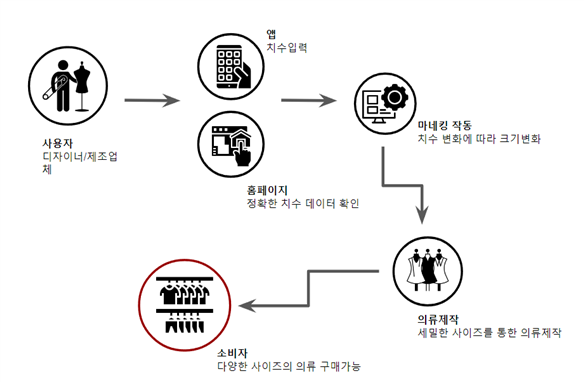 앱
치수입력
사용자
디자이너/제조업
체
홈페이지
정확한 치수 데이터 확인
마네킹 작동
치수 변화에 따라 크기변화
의류제작
세밀한 사이즈를 통한 의류제작
소비자
다양한 사이즈의 의류 구매가능